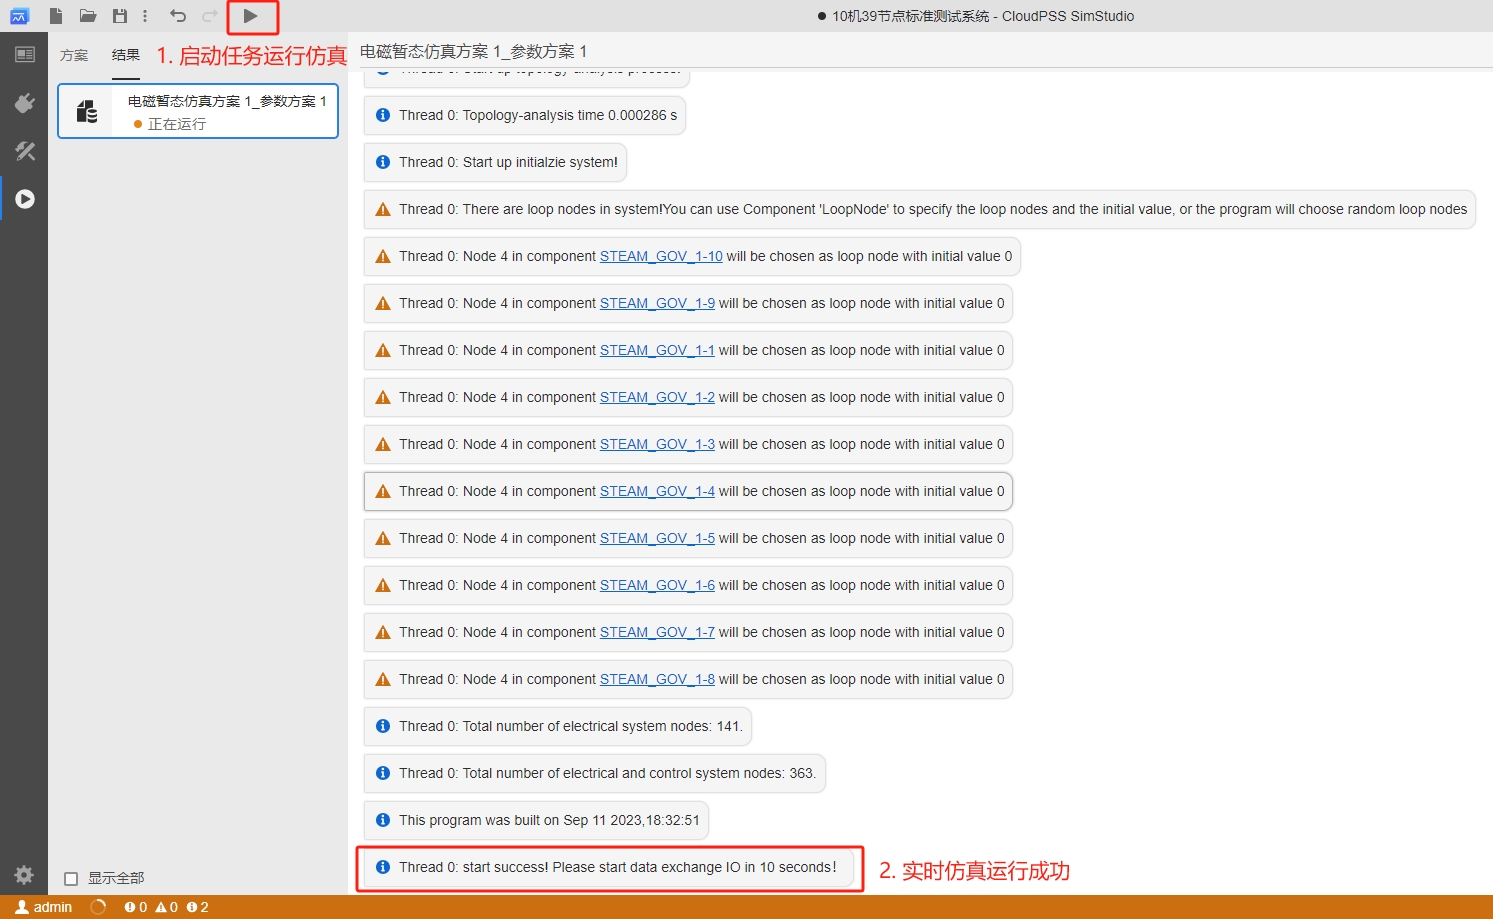 ● 10机39节点标准测试系统 - CloudPSS SimStudio
方案 结果 1. 启动任务运行仿真
电磁暂态仿真方案 1_参数方案 1
电磁暂态仿真方案 1_参数方案 1
正在运行
Thread 0: Start up topology-analysis process!
Thread 0: Topology-analysis time 0.000286 s
Thread 0: Start up initialzie system!
Thread 0: There are loop nodes in system!You can use Component 'LoopNode' to specify the loop nodes and the initial value, or the program will choose random loop nodes
Thread 0: Node 4 in component STEAM_GOV_1-10 will be chosen as loop node with initial value 0
Thread 0: Node 4 in component STEAM_GOV_1-9 will be chosen as loop node with initial value 0
Thread 0: Node 4 in component STEAM_GOV_1-1 will be chosen as loop node with initial value 0
Thread 0: Node 4 in component STEAM_GOV_1-2 will be chosen as loop node with initial value 0
Thread 0: Node 4 in component STEAM_GOV_1-3 will be chosen as loop node with initial value 0
Thread 0: Node 4 in component STEAM_GOV_1-4 will be chosen as loop node with initial value 0
Thread 0: Node 4 in component STEAM_GOV_1-5 will be chosen as loop node with initial value 0
Thread 0: Node 4 in component STEAM_GOV_1-6 will be chosen as loop node with initial value 0
Thread 0: Node 4 in component STEAM_GOV_1-7 will be chosen as loop node with initial value 0
Thread 0: Node 4 in component STEAM_GOV_1-8 will be chosen as loop node with initial value 0
Thread 0: Total number of electrical system nodes: 141.
Thread 0: Total number of electrical and control system nodes: 363.
This program was built on Sep 11 2023,18:32:51
Thread 0: start success! Please start data exchange IO in 10 seconds!
2. 实时仿真运行成功
显示全部
admin 0 0 2